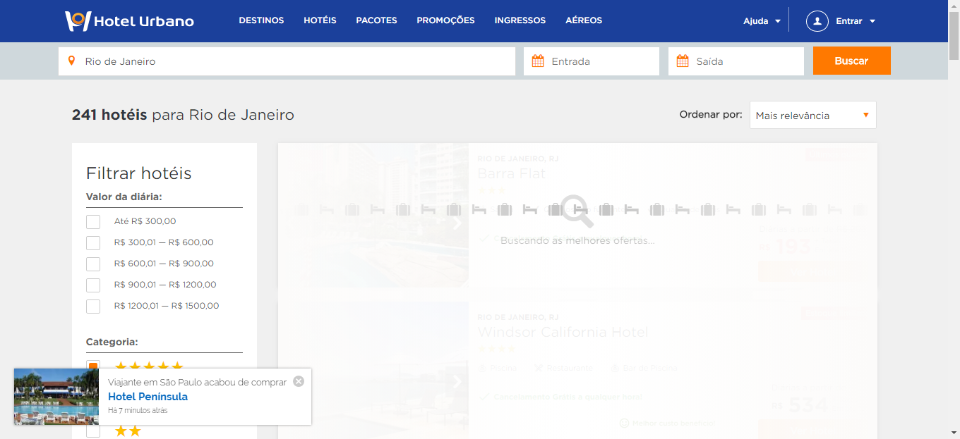 Hotel Urbano
DESTINOS HOTÉIS PACOTES PROMOÇÕES INGRESSOS AÉREOS
Ajuda Entrar
Rio de Janeiro
Entrada
Saída
Buscar
241 hotéis para Rio de Janeiro
Ordenar por: Mais relevância
Filtrar hotéis
Valor da diária:
Até R$ 300,00
R$ 300,01 — R$ 600,00
R$ 600,01 — R$ 900,00
R$ 900,01 — R$ 1200,00
R$ 1200,01 — R$ 1500,00
Categoria:
RIO DE JANEIRO, RJ
Barra Flat
Buscando as melhores ofertas...
RIO DE JANEIRO, RJ
Windsor California Hotel
Viajante em São Paulo acabou de comprar
Hotel Península
Há 7 minutos atrás